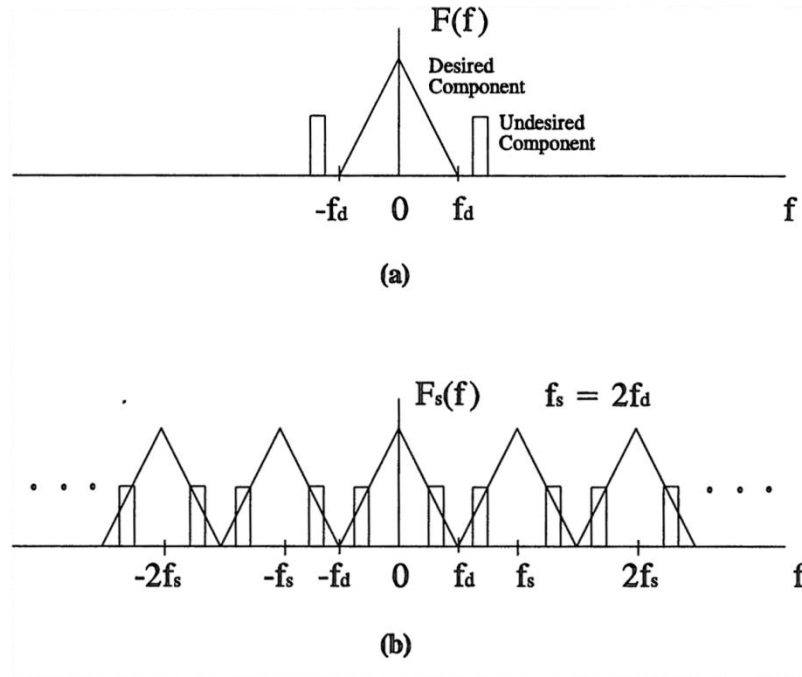 F(f)
Desired
Component
Undesired
Component
-fd 0 fd f
(a)
Fs(f) fs = 2fd
-2fs -fs -fd 0 fd fs 2fs f
(b)